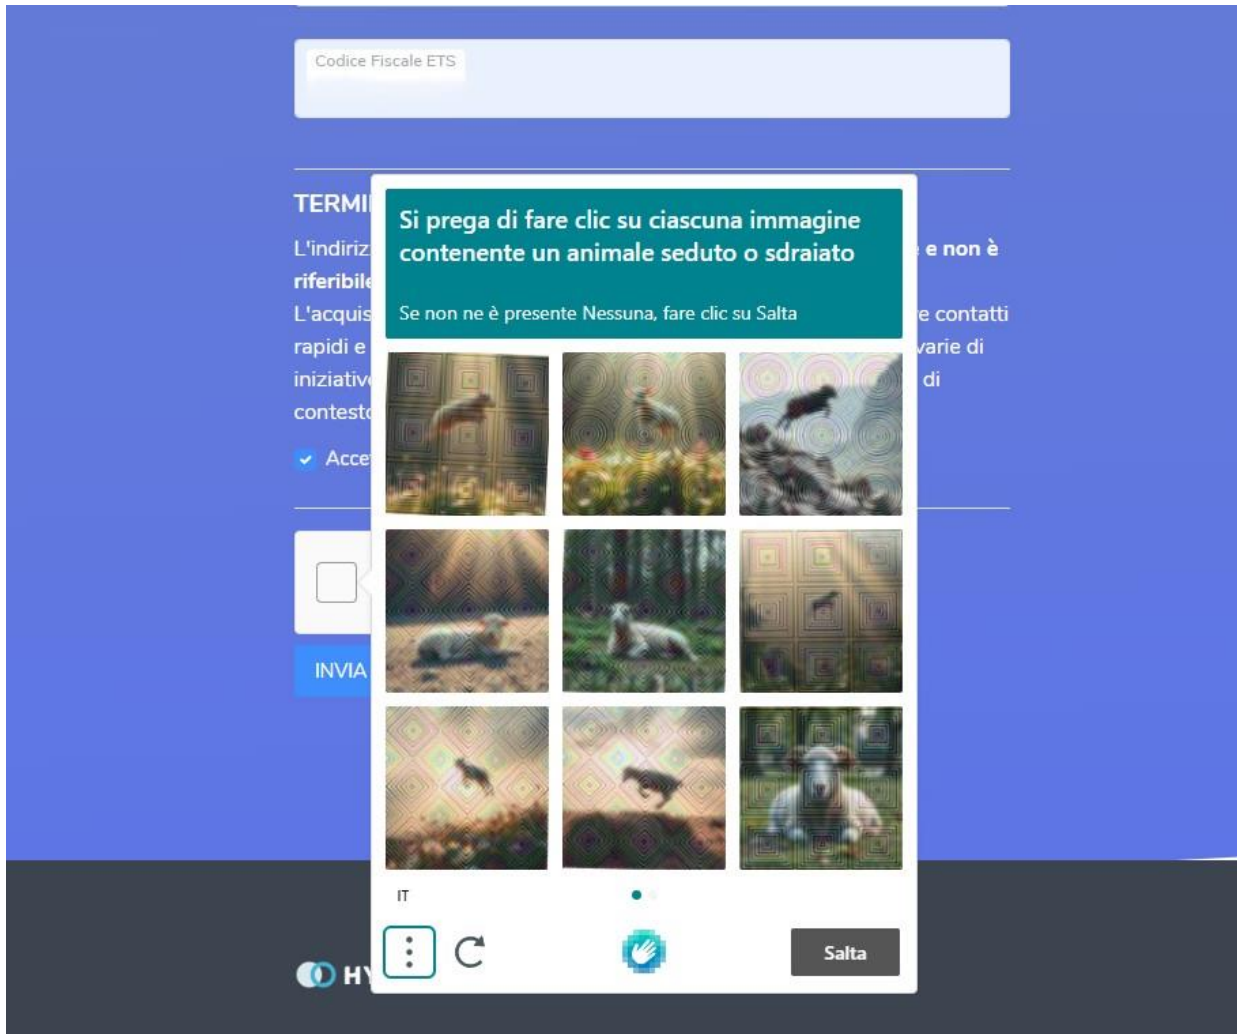 Codice Fiscale ETS
TERMI
Si prega di fare clic su ciascuna immagine
contenente un animale seduto o sdraiato
Se non ne è presente Nessuna, fare clic su Salta
L'indiriz
e non è
riferibile
L'acquis
e contatti
rapidi e
varie di
iniziative
di
contesto
Acce
INVIA
IT
Salta
HY